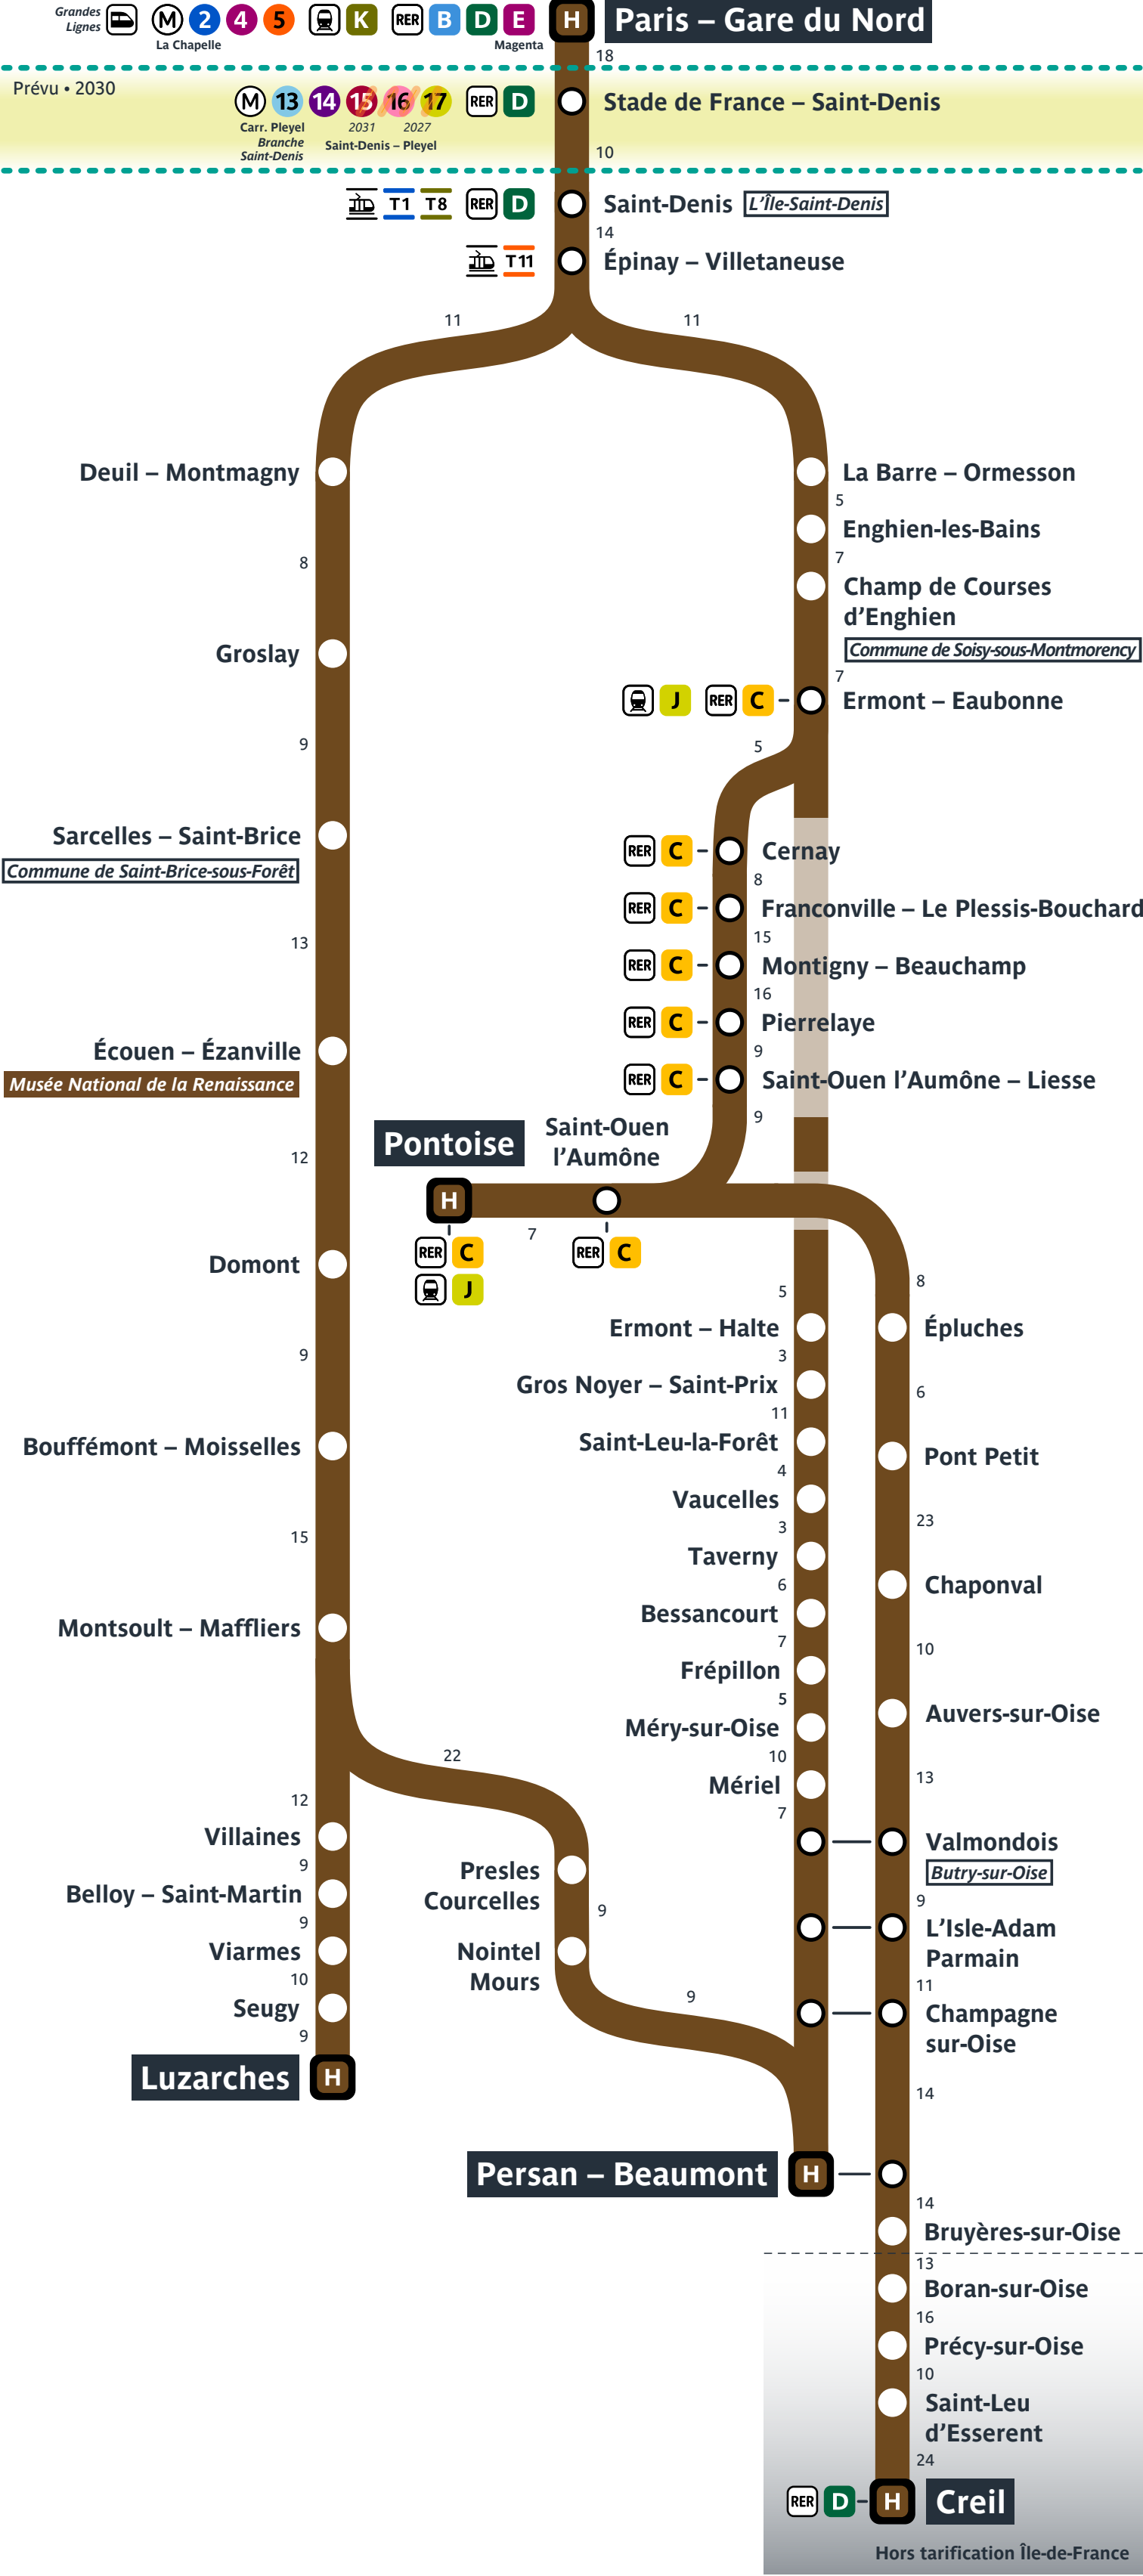 Grandes
Lignes
M 2 4 5 K RER B D E H
Paris – Gare du Nord
La Chapelle
Magenta
18
Prévu • 2030
M 13 14 15 16 17 RER D
Stade de France – Saint-Denis
Carr. Pleyel
Branche
Saint-Denis
2031 2027
Saint-Denis – Pleyel
10
T1 T8 RER D
Saint-Denis L’Île-Saint-Denis
14
T11
Épinay – Villetaneuse
11
11
Deuil – Montmagny
8
Groslay
9
Sarcelles – Saint-Brice
Commune de Saint-Brice-sous-Forêt
13
Écouen – Ézanville
Musée National de la Renaissance
12
Domont
9
Bouffémont – Moisselles
15
Montsoult – Maffliers
12
Villaines
9
Belloy – Saint-Martin
9
Viarmes
10
Seugy
9
Luzarches H
22
Presles
Courcelles
9
Nointel
Mours
9
La Barre – Ormesson
5
Enghien-les-Bains
7
Champ de Courses
d’Enghien
Commune de Soisy-sous-Montmorency
7
J RER C
Ermont – Eaubonne
5
RER C
Cernay
8
RER C
Franconville – Le Plessis-Bouchard
15
RER C
Montigny – Beauchamp
16
RER C
Pierrelaye
9
RER C
Saint-Ouen l’Aumône – Liesse
9
Saint-Ouen
l’Aumône
RER C
7
Pontoise
H
RER C
J
5
Ermont – Halte
3
Gros Noyer – Saint-Prix
11
Saint-Leu-la-Forêt
4
Vaucelles
3
Taverny
6
Bessancourt
7
Frépillon
5
Méry-sur-Oise
10
Mériel
7
8
Épluches
6
Pont Petit
23
Chaponval
10
Auvers-sur-Oise
13
Valmondois
Butry-sur-Oise
9
L’Isle-Adam
Parmain
11
Champagne
sur-Oise
14
Persan – Beaumont H
14
Bruyères-sur-Oise
13
Boran-sur-Oise
16
Précy-sur-Oise
10
Saint-Leu
d’Esserent
24
RER D H Creil
Hors tarification Île-de-France